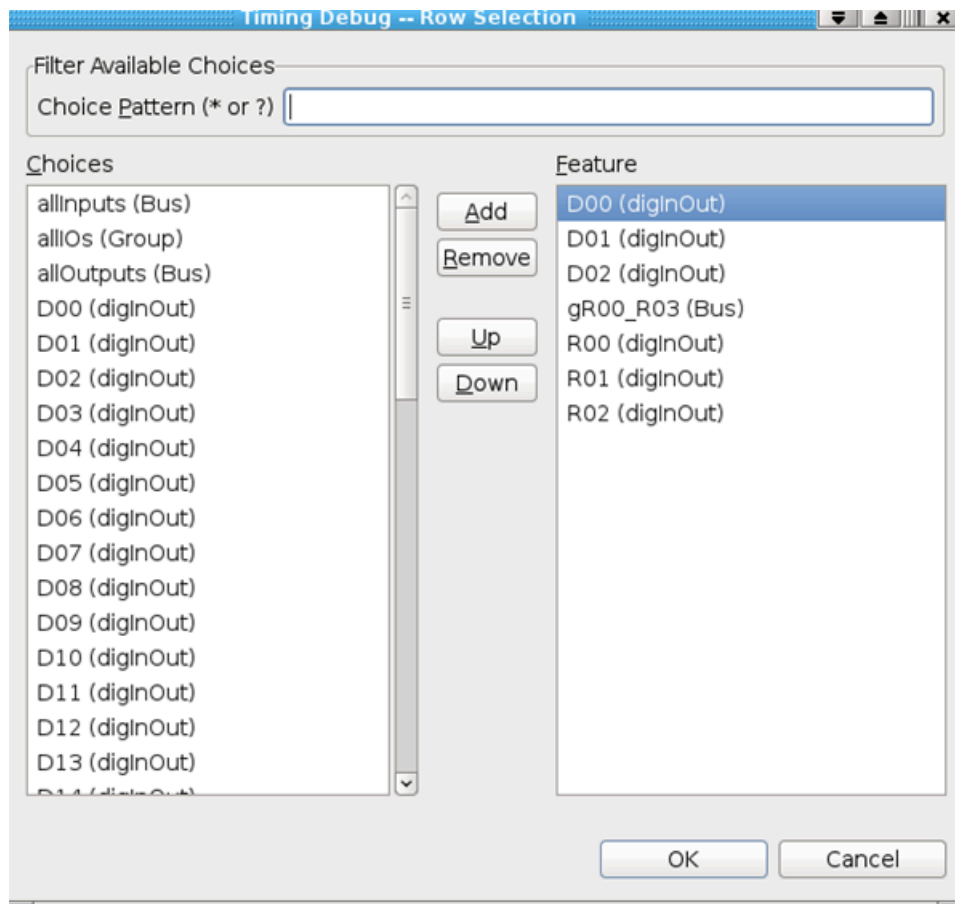 Timing Debug -- Row Selection
Filter Available Choices
Choice Pattern (* or ?)
Choices
allInputs (Bus)
allIOs (Group)
allOutputs (Bus)
D00 (digInOut)
D01 (digInOut)
D02 (digInOut)
D03 (digInOut)
D04 (digInOut)
D05 (digInOut)
D06 (digInOut)
D07 (digInOut)
D08 (digInOut)
D09 (digInOut)
D10 (digInOut)
D11 (digInOut)
D12 (digInOut)
D13 (digInOut)
D14 (digInOut)
Add
Remove
Up
Down
Feature
D00 (digInOut)
D01 (digInOut)
D02 (digInOut)
gR00_R03 (Bus)
R00 (digInOut)
R01 (digInOut)
R02 (digInOut)
OK
Cancel